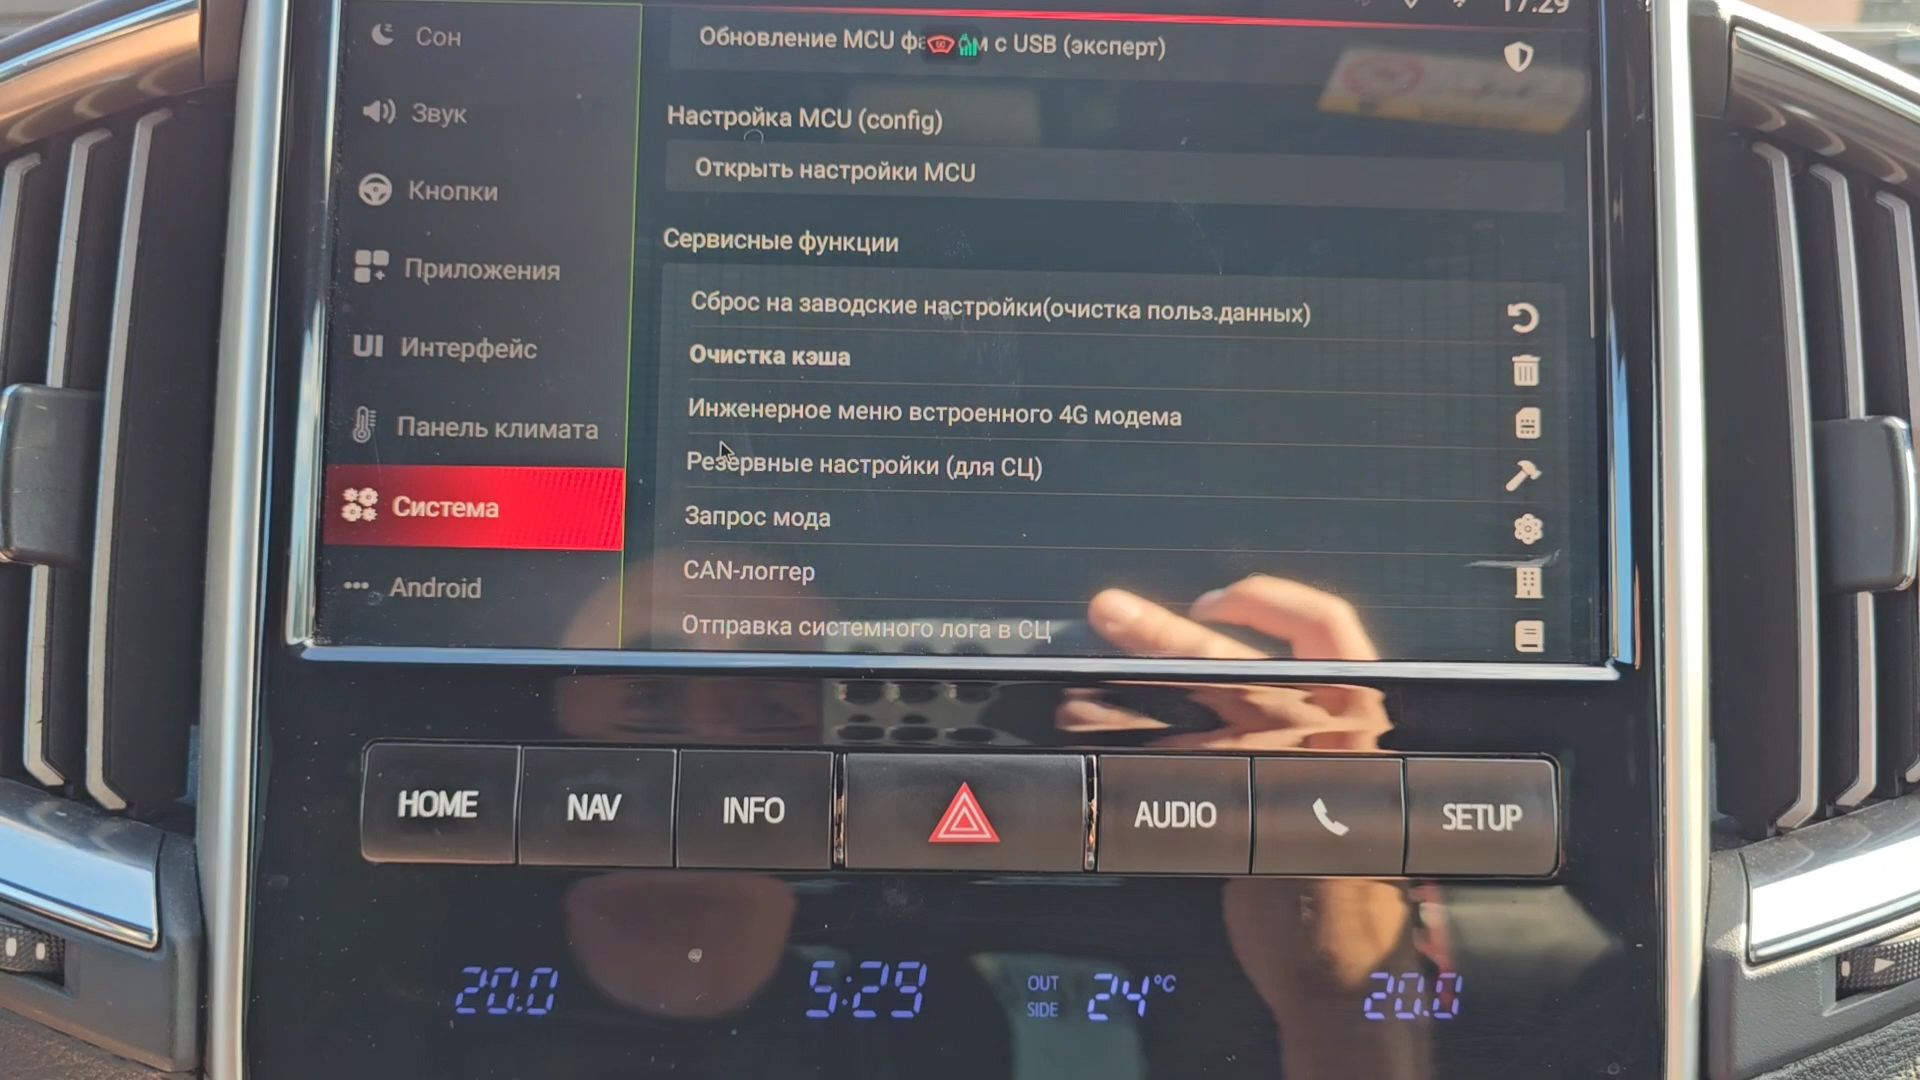 17:29
Сон
Звук
Кнопки
Приложения
UI Интерфейс
Панель климата
Система
Android
Обновление MCU фа м с USB (эксперт)
Настройка MCU (config)
Открыть настройки MCU
Сервисные функции
Сброс на заводские настройки(очистка польз.данных)
Очистка кэша
Инженерное меню встроенного 4G модема
Резервные настройки (для СЦ)
Запрос мода
CAN-логгер
Отправка системного лога в СЦ
HOME NAV INFO AUDIO SETUP
20.0 5:29 OUT SIDE 24°C 20.0